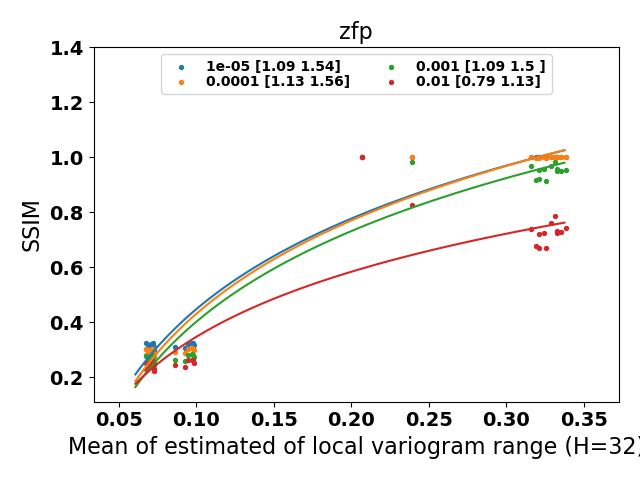 zfp
1e-05 [1.09 1.54]
0.0001 [1.13 1.56]
0.001 [1.09 1.5 ]
0.01 [0.79 1.13]
SSIM
1.4
1.2
1.0
0.8
0.6
0.4
0.2
0.05 0.10 0.15 0.20 0.25 0.30 0.35
Mean of estimated of local variogram range (H=32)